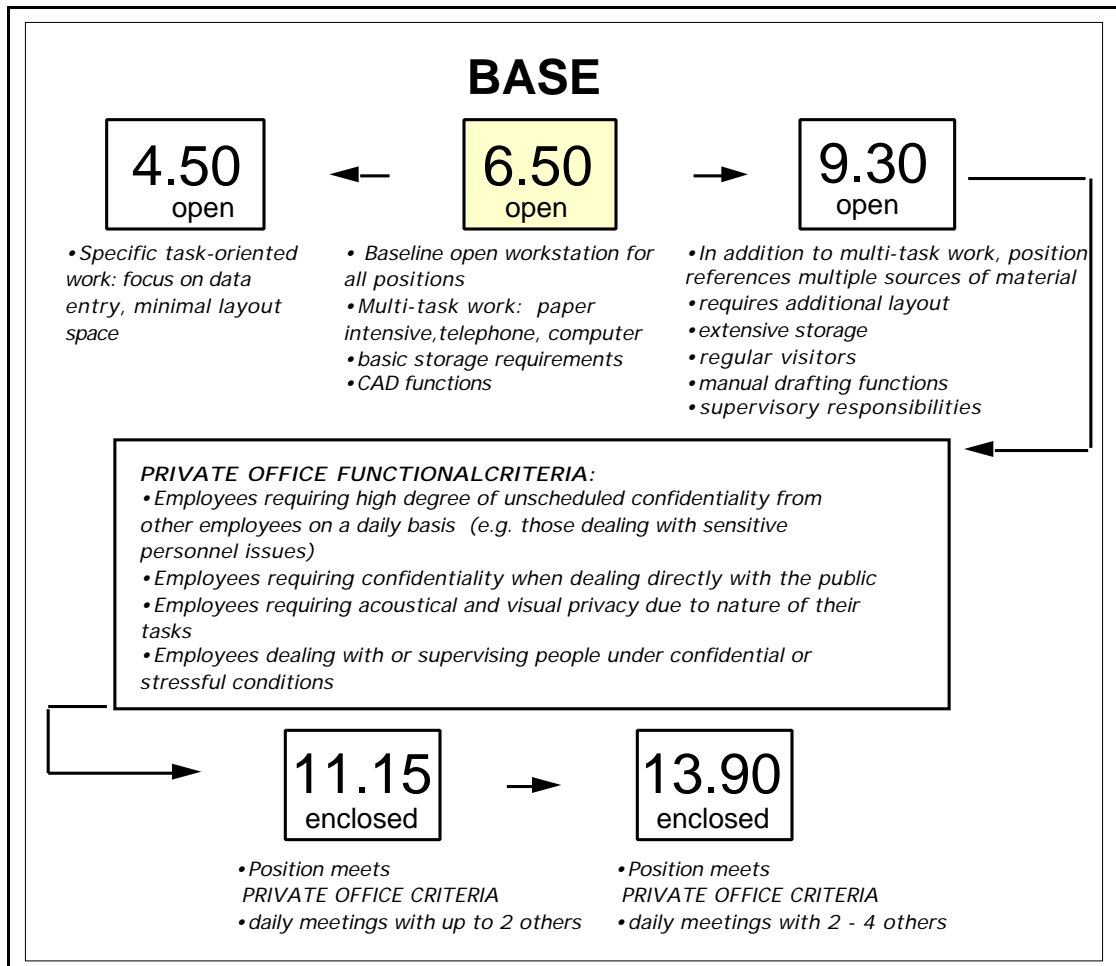 BASE
4.50
open
•Specific task-oriented
work: focus on data
entry, minimal layout
space
6.50
open
• Baseline open workstation for
all positions
•Multi-task work: paper
intensive,telephone, computer
•basic storage requirements
•CAD functions
9.30
open
•In addition to multi-task work, position
references multiple sources of material
•requires additional layout
•extensive storage
•regular visitors
•manual drafting functions
•supervisory responsibilities
PRIVATE OFFICE FUNCTIONALCRITERIA:
•Employees requiring high degree of unscheduled confidentiality from
other employees on a daily basis (e.g. those dealing with sensitive
personnel issues)
•Employees requiring confidentiality when dealing directly with the public
•Employees requiring acoustical and visual privacy due to nature of their
tasks
•Employees dealing with or supervising people under confidential or
stressful conditions
11.15
enclosed
•Position meets
PRIVATE OFFICE CRITERIA
•daily meetings with up to 2 others
13.90
enclosed
•Position meets
PRIVATE OFFICE CRITERIA
•daily meetings with 2 - 4 others